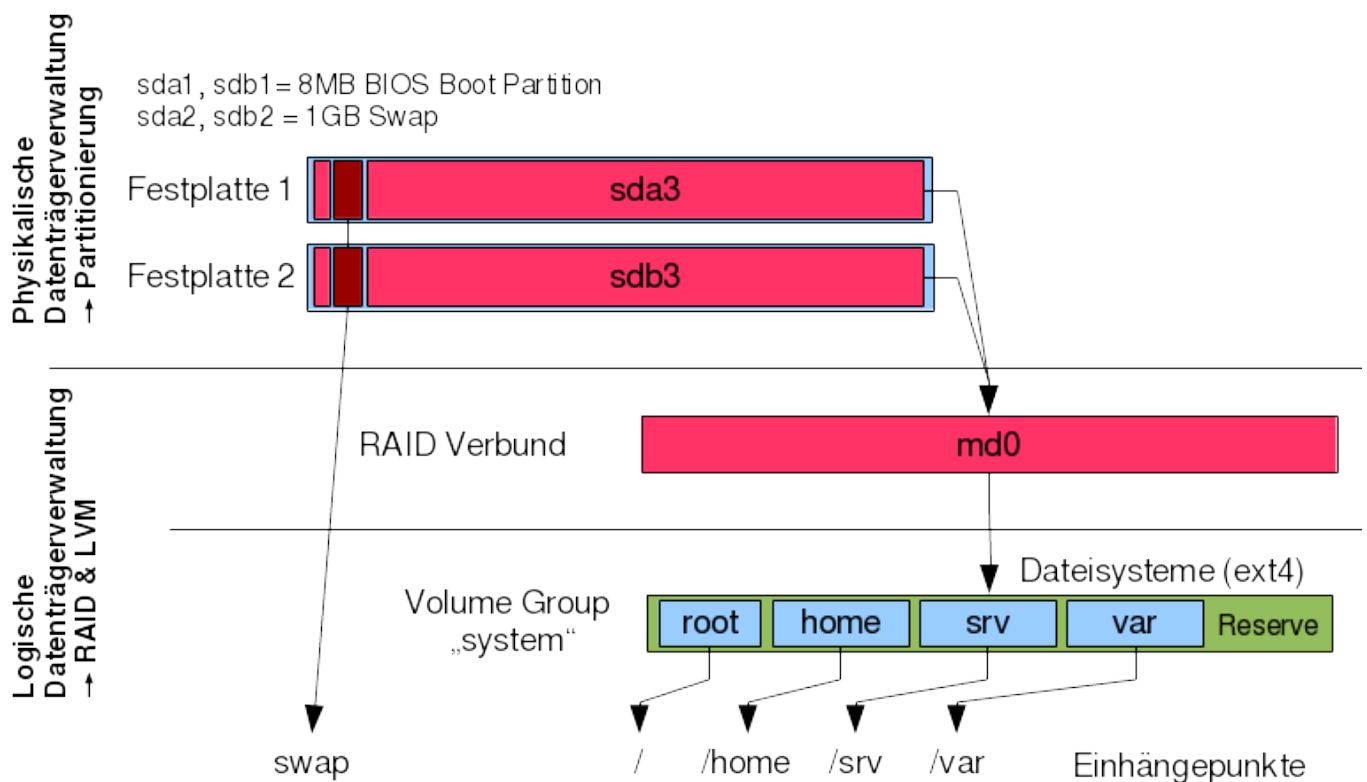 Physikalische
Datenträgerverwaltung
→ Partitionierung
sda1, sdb1 = 8MB BIOS Boot Partition
sda2, sdb2 = 1GB Swap
Festplatte 1
sda3
Festplatte 2
sdb3
Logische
Datenträgerverwaltung
→ RAID & LVM
RAID Verbund
md0
Dateisysteme (ext4)
Volume Group
„system“
root
home
srv
var
Reserve
swap
/
/home
/srv
/var
Einhängepunkte